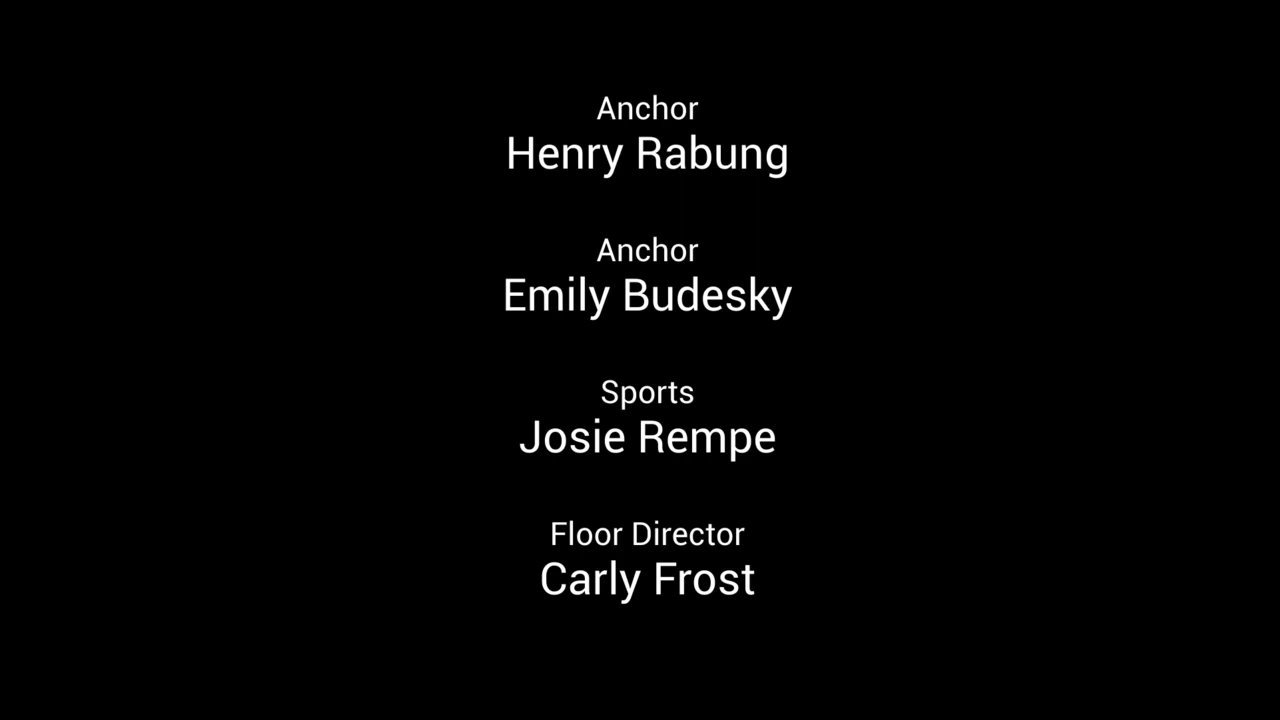 Anchor
Henry Rabung
Anchor
Emily Budesky
Sports
Josie Rempe
Floor Director
Carly Frost